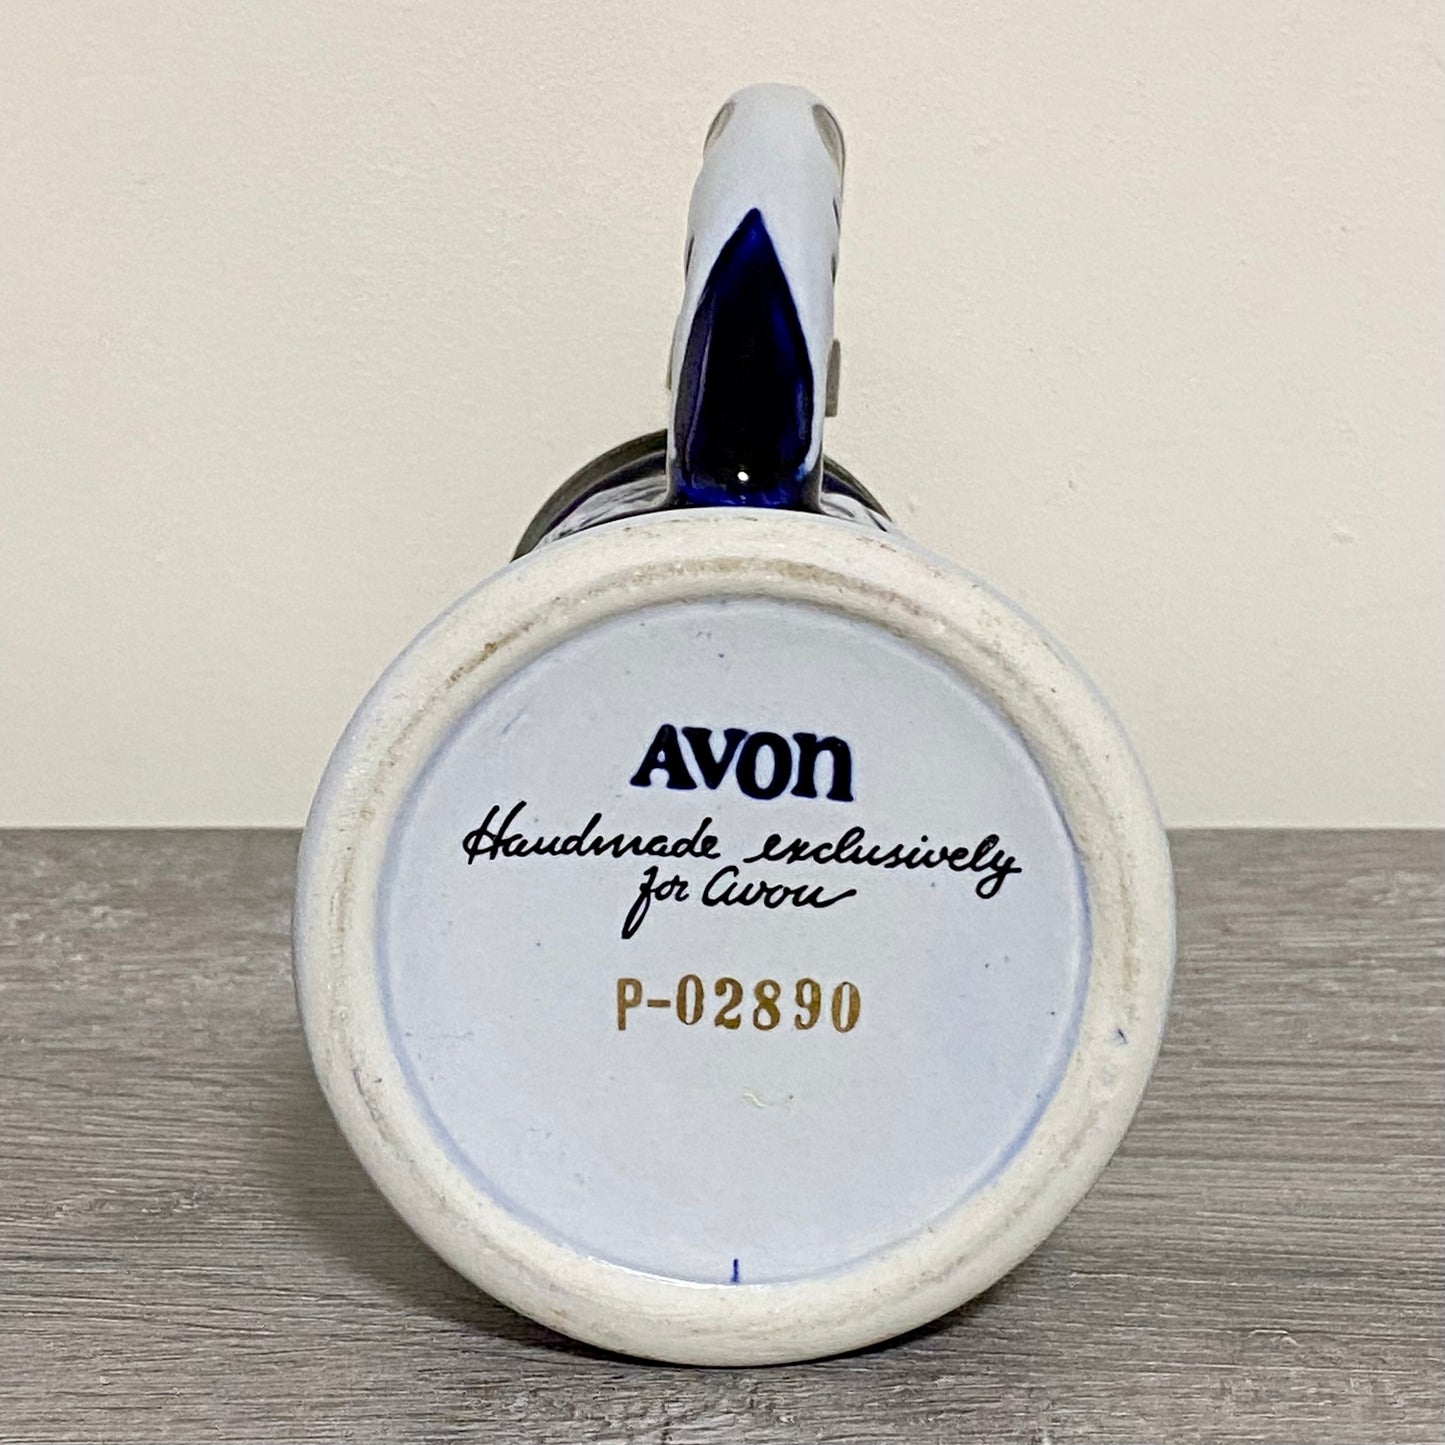 AVON
Handmade exclusively
for Avon
P-02890